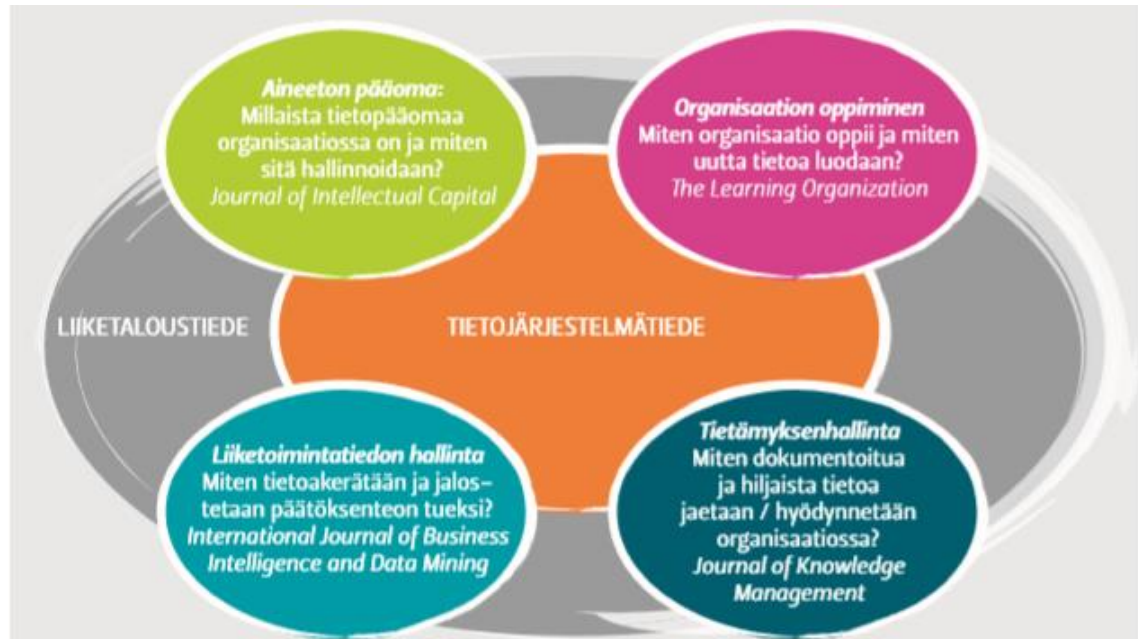 Aineeton pääoma:
Millaista tietopääomaa
organisaatiossa on ja miten
sitä hallinnoidaan?
Journal of Intellectual Capital
Organisaation oppiminen
Miten organisaatio oppii ja miten
uutta tietoa luodaan?
The Learning Organization
LIIKETALOUSTIEDE
TIETOJÄRJESTELMÄTIEDE
Liiketoimintatiedon hallinta
Miten tietoakerätään ja jalos-
tetaan päätöksenteon tueksi?
International Journal of Business
Intelligence and Data Mining
Tietämyksenhallinta
Miten dokumentoitua
ja hiljaista tietoa
jaetaan / hyödynnetään
organisaatiossa?
Journal of Knowledge
Management